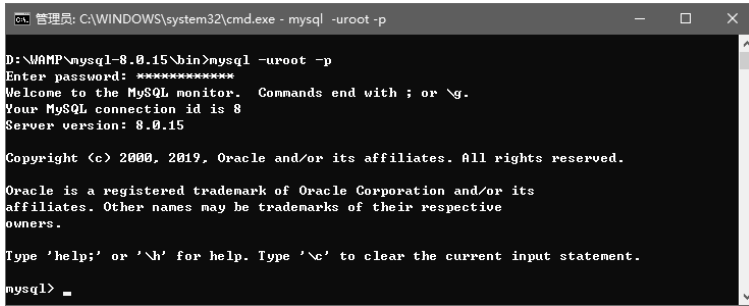 管理员: C:\WINDOWS\system32\cmd.exe - mysql -uroot -p
D:\WAMP\mysql-8.0.15\bin>mysql -uroot -p
Enter password: ************
Welcome to the MySQL monitor.  Commands end with ; or \g.
Your MySQL connection id is 8
Server version: 8.0.15
Copyright (c) 2000, 2019, Oracle and/or its affiliates. All rights reserved.
Oracle is a registered trademark of Oracle Corporation and/or its
affiliates. Other names may be trademarks of their respective
owners.
Type 'help;' or '\h' for help. Type '\c' to clear the current input statement.
mysql> _